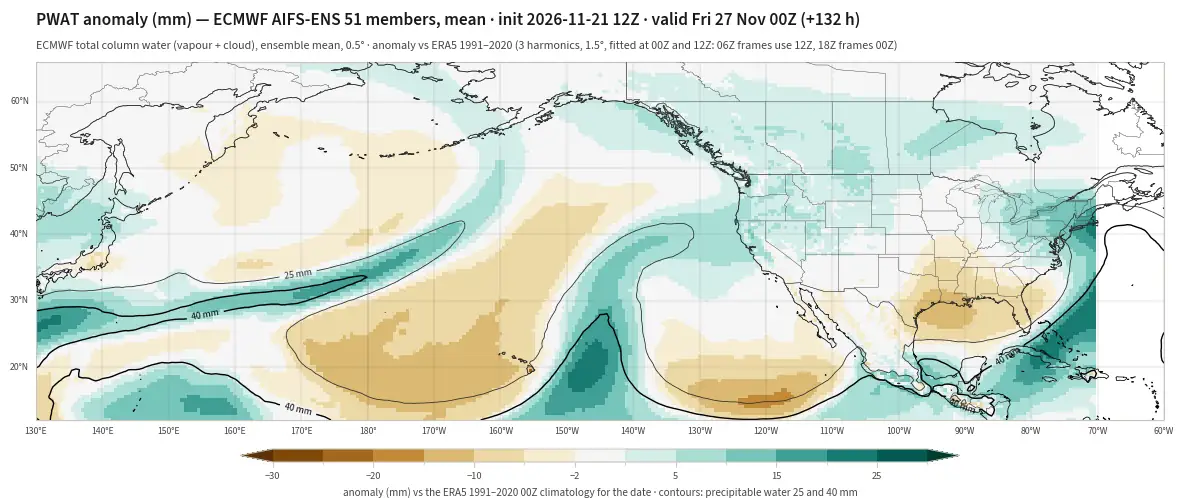 PWAT anomaly (mm) — ECMWF AIFS-ENS 51 members, mean · init 2026-11-21 12Z · valid Fri 27 Nov 00Z (+132 h)
ECMWF total column water (vapour + cloud), ensemble mean, 0.5° · anomaly vs ERA5 1991–2020 (3 harmonics, 1.5°, fitted at 00Z and 12Z: 06Z frames use 12Z, 18Z frames 00Z)
60°N
50°N
40°N
30°N
20°N
25 mm
40 mm
40 mm
40 mm
130°E 140°E 150°E 160°E 170°E 180° 170°W 160°W 150°W 140°W 130°W 120°W 110°W 100°W 90°W 80°W 70°W 60°W
−30 −20 −10 −2 5 15 25
anomaly (mm) vs the ERA5 1991–2020 00Z climatology for the date · contours: precipitable water 25 and 40 mm